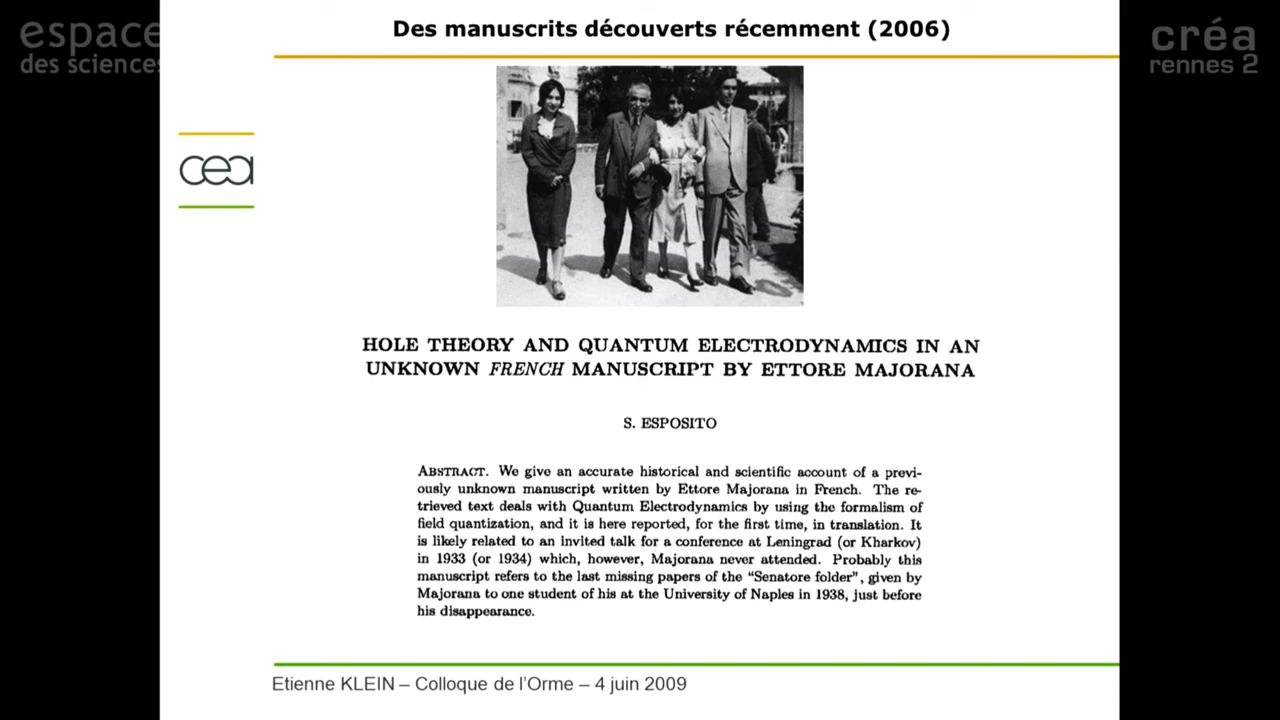 espace
des sciences
créa
rennes 2
Des manuscrits découverts récemment (2006)
cea
HOLE THEORY AND QUANTUM ELECTRODYNAMICS IN AN
UNKNOWN FRENCH MANUSCRIPT BY ETTORE MAJORANA
S. ESPOSITO
ABSTRACT. We give an accurate historical and scientific account of a previ-
ously unknown manuscript written by Ettore Majorana in French. The re-
trieved text deals with Quantum Electrodynamics by using the formalism of
field quantization, and it is here reported, for the first time, in translation. It
is likely related to an invited talk for a conference at Leningrad (or Kharkov)
in 1933 (or 1934) which, however, Majorana never attended. Probably this
manuscript refers to the last missing papers of the “Senatore folder”, given by
Majorana to one student of his at the University of Naples in 1938, just before
his disappearance.
Etienne KLEIN – Colloque de l’Orme – 4 juin 2009